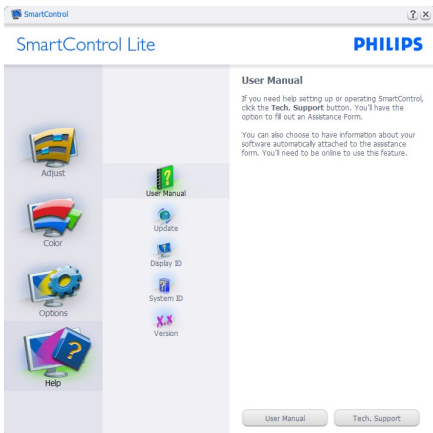 SmartControl
? ×
SmartControl Lite
PHILIPS
Adjust
Color
Options
Help
User Manual
Update
Display ID
System ID
X.X
Version
User Manual
If you need help setting up or operating SmartControl,
click the Tech. Support button. You'll have the
option to fill out an Assistance Form.
You can also choose to have information about your
software automatically attached to the assistance
form. You'll need to be online to use this feature.
User Manual
Tech. Support